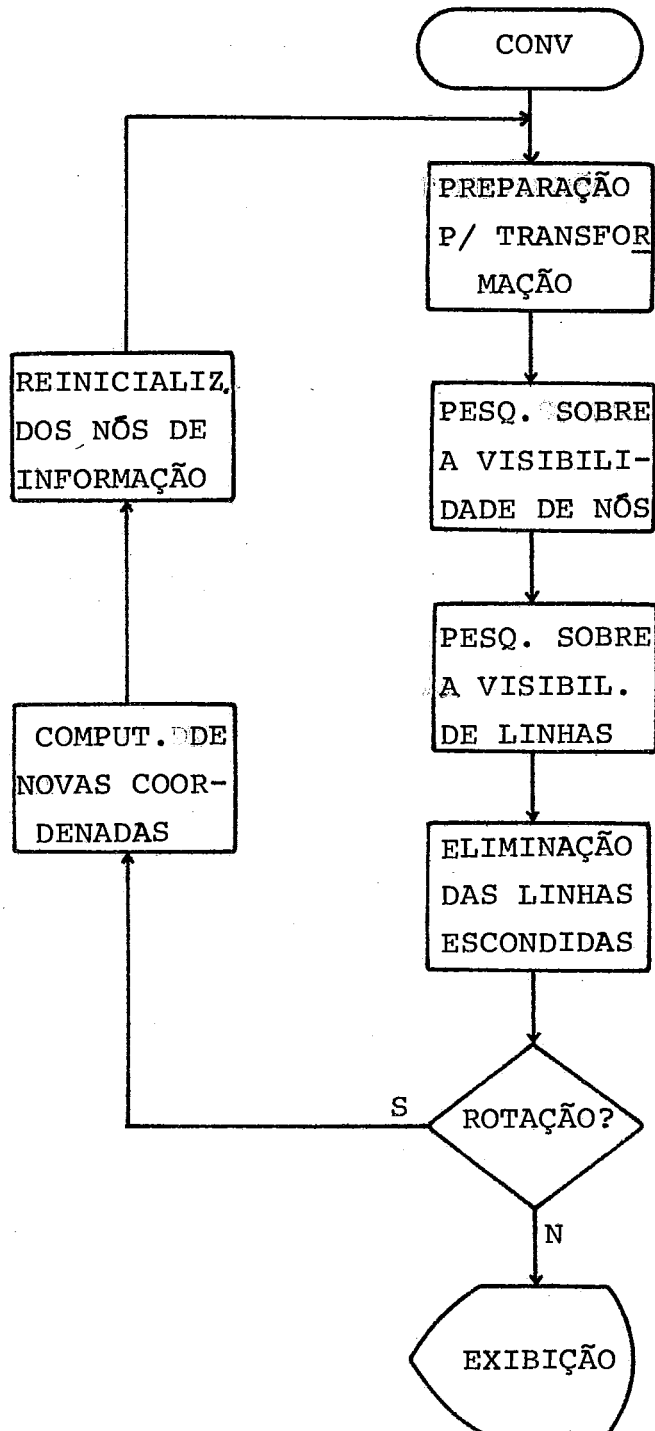 CONV
PREPARAÇÃO
P/ TRANSFOR
MAÇÃO
PESQ. SOBRE
A VISIBILI-
DADE DE NÓS
PESQ. SOBRE
A VISIBIL.
DE LINHAS
ELIMINAÇÃO
DAS LINHAS
ESCONDIDAS
ROTAÇÃO?
S
N
EXIBIÇÃO
COMPUT. DE
NOVAS COOR-
DENADAS
REINICIALIZ.
DOS NÓS DE
INFORMAÇÃO